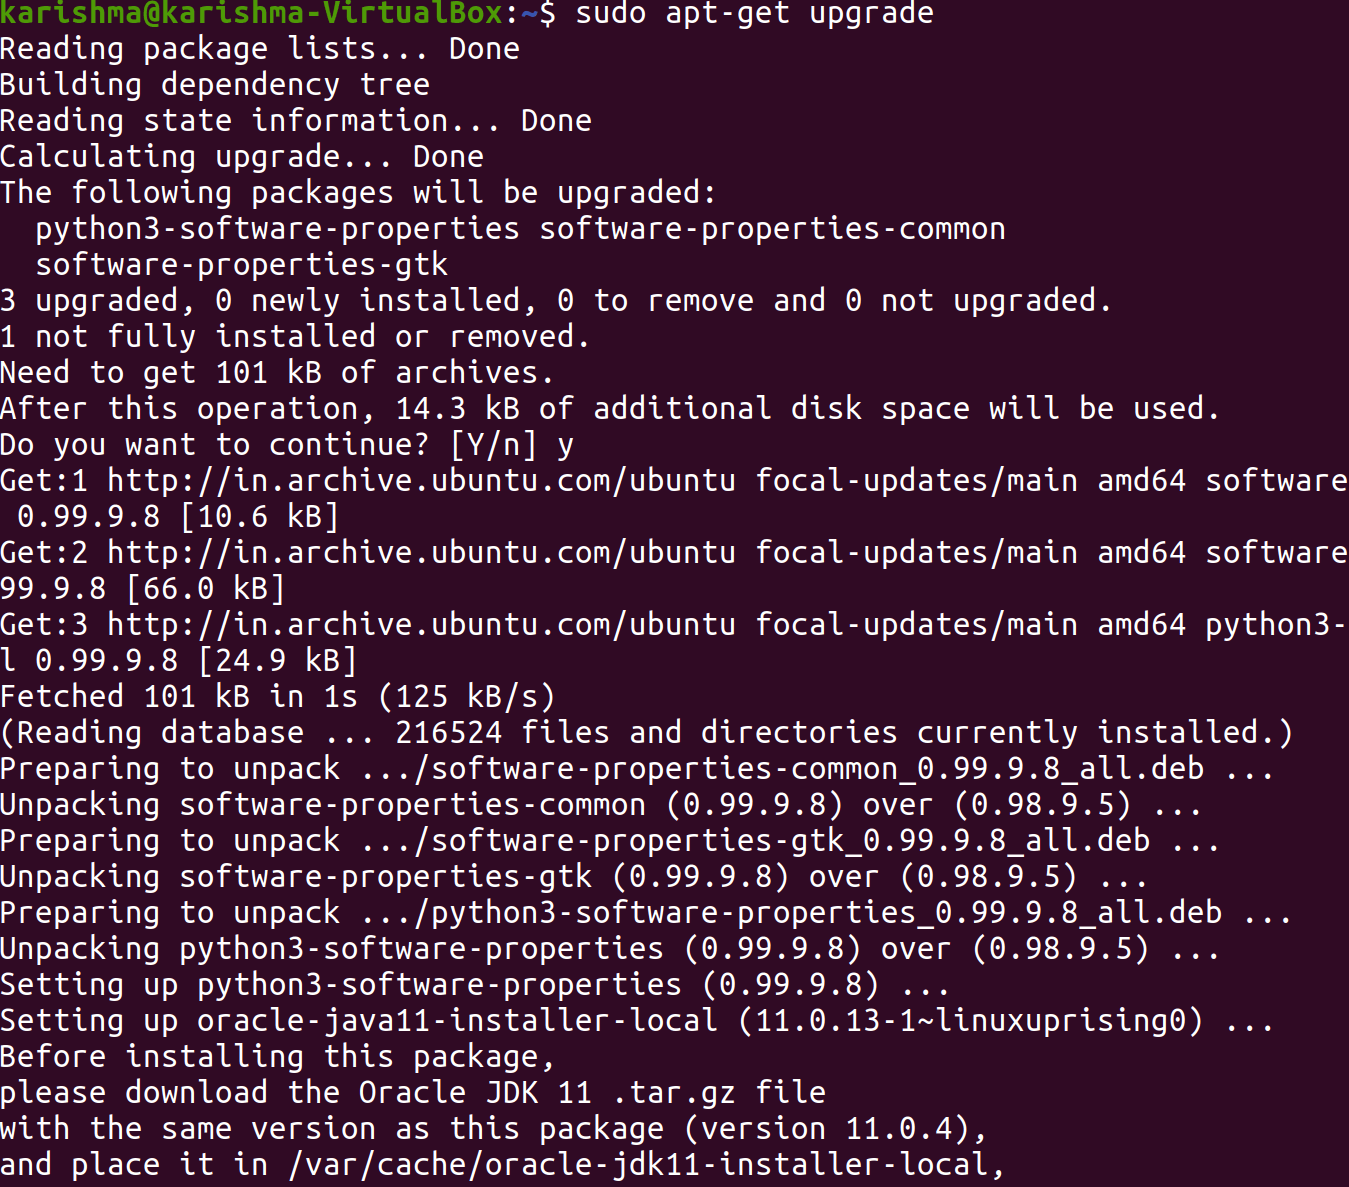 karishma@karishma-VirtualBox:~$ sudo apt-get upgrade
Reading package lists... Done
Building dependency tree
Reading state information... Done
Calculating upgrade... Done
The following packages will be upgraded:
  python3-software-properties software-properties-common
  software-properties-gtk
3 upgraded, 0 newly installed, 0 to remove and 0 not upgraded.
1 not fully installed or removed.
Need to get 101 kB of archives.
After this operation, 14.3 kB of additional disk space will be used.
Do you want to continue? [Y/n] y
Get:1 http://in.archive.ubuntu.com/ubuntu focal-updates/main amd64 software
 0.99.9.8 [10.6 kB]
Get:2 http://in.archive.ubuntu.com/ubuntu focal-updates/main amd64 software
99.9.8 [66.0 kB]
Get:3 http://in.archive.ubuntu.com/ubuntu focal-updates/main amd64 python3-
l 0.99.9.8 [24.9 kB]
Fetched 101 kB in 1s (125 kB/s)
(Reading database ... 216524 files and directories currently installed.)
Preparing to unpack .../software-properties-common_0.99.9.8_all.deb ...
Unpacking software-properties-common (0.99.9.8) over (0.98.9.5) ...
Preparing to unpack .../software-properties-gtk_0.99.9.8_all.deb ...
Unpacking software-properties-gtk (0.99.9.8) over (0.98.9.5) ...
Preparing to unpack .../python3-software-properties_0.99.9.8_all.deb ...
Unpacking python3-software-properties (0.99.9.8) over (0.98.9.5) ...
Setting up python3-software-properties (0.99.9.8) ...
Setting up oracle-java11-installer-local (11.0.13-1~linuxuprising0) ...
Before installing this package,
please download the Oracle JDK 11 .tar.gz file
with the same version as this package (version 11.0.4),
and place it in /var/cache/oracle-jdk11-installer-local,